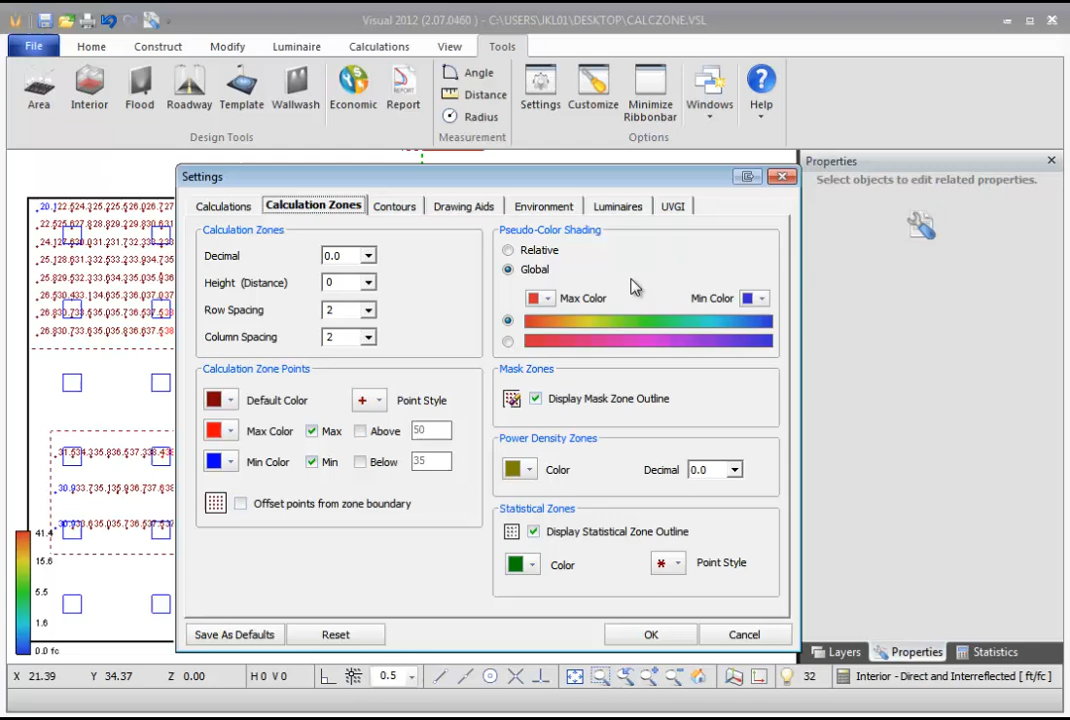 Visual 2012 (2.07.0460) - C:\USERS\JKL01\DESKTOP\CALCZONE.VSL
File Home Construct Modify Luminaire Calculations View Tools
Area Interior Flood Roadway Template Wallwash Economic Report
Angle
Distance
Radius
Settings Customize Minimize Ribbonbar Windows Help
Design Tools Measurement Options
Properties
Select objects to edit related properties.
Settings
Calculations Calculation Zones Contours Drawing Aids Environment Luminaires UVGI
Calculation Zones
Decimal 0.0
Height (Distance) 0
Row Spacing 2
Column Spacing 2
Calculation Zone Points
Default Color Point Style
Max Color Max Above 50
Min Color Min Below 35
Offset points from zone boundary
Pseudo-Color Shading
Relative
Global
Max Color Min Color
Mask Zones
Display Mask Zone Outline
Power Density Zones
Color Decimal 0.0
Statistical Zones
Display Statistical Zone Outline
Color Point Style
Save As Defaults Reset OK Cancel
41.4
15.6
5.5
1.6
0.0 fc
Layers Properties Statistics
X 21.39 Y 34.37 Z 0.00 H 0 V 0 0.5 32 Interior - Direct and Interreflected [ ft/fc ]